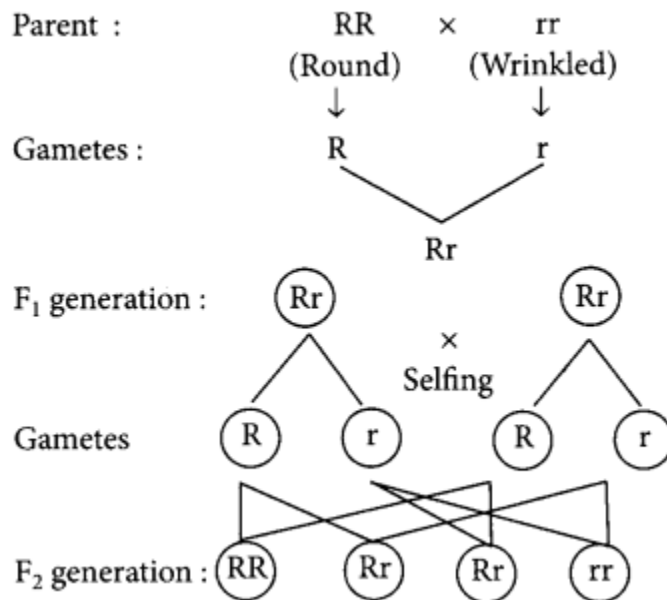 Parent : RR × rr
(Round) (Wrinkled)
Gametes : R r
Rr
F₁ generation : Rr Rr
×
Selfing
Gametes R r R r
F₂ generation : RR Rr Rr rr